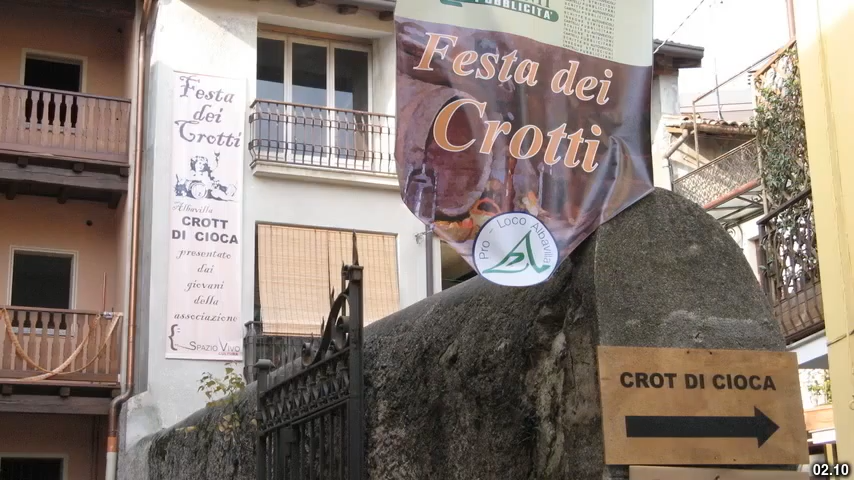 PUBBLICITA'
Festa dei
Crotti
Pro - Loco Albavilla
Festa
dei
Crotti
Albavilla
CROTT
DI CIOCA
presentato
dai
giovani
della
associazione
SPAZIO VIVO
CROT DI CIOCA
02.10